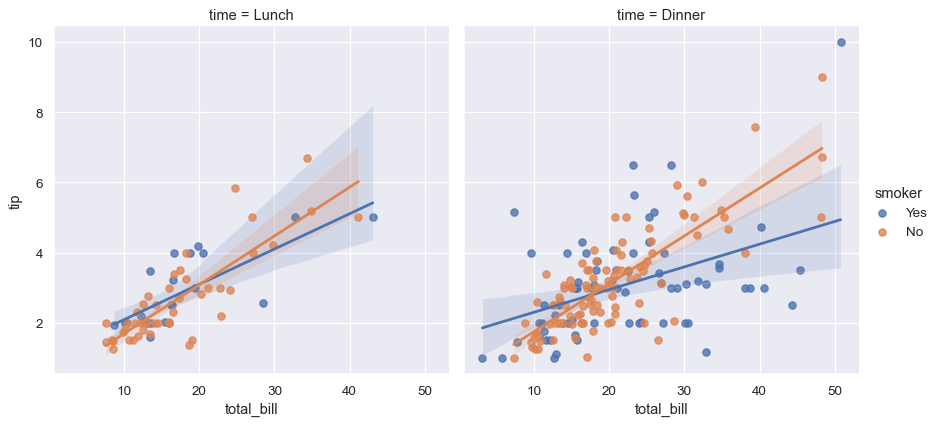 time = Lunch
time = Dinner
10
8
6
4
2
tip
10
20
30
40
50
total_bill
10
20
30
40
50
total_bill
smoker
Yes
No